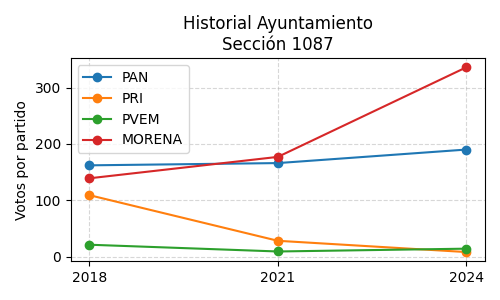 Historial Ayuntamiento
Sección 1087
PAN
PRI
PVEM
MORENA
Votos por partido
300
200
100
0
2018
2021
2024